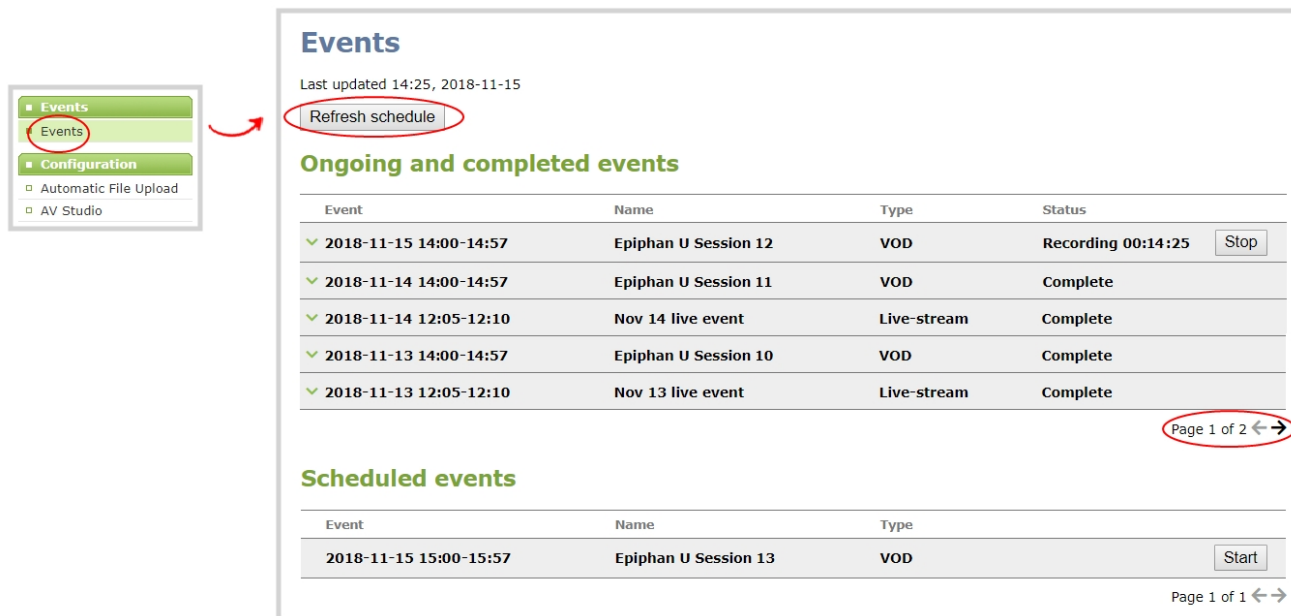 Events
Events
Configuration
Automatic File Upload
AV Studio
Events
Last updated 14:25, 2018-11-15
Refresh schedule
Ongoing and completed events
Event Name Type Status
2018-11-15 14:00-14:57 Epiphan U Session 12 VOD Recording 00:14:25 Stop
2018-11-14 14:00-14:57 Epiphan U Session 11 VOD Complete
2018-11-14 12:05-12:10 Nov 14 live event Live-stream Complete
2018-11-13 14:00-14:57 Epiphan U Session 10 VOD Complete
2018-11-13 12:05-12:10 Nov 13 live event Live-stream Complete
Page 1 of 2
Scheduled events
Event Name Type
2018-11-15 15:00-15:57 Epiphan U Session 13 VOD Start
Page 1 of 1